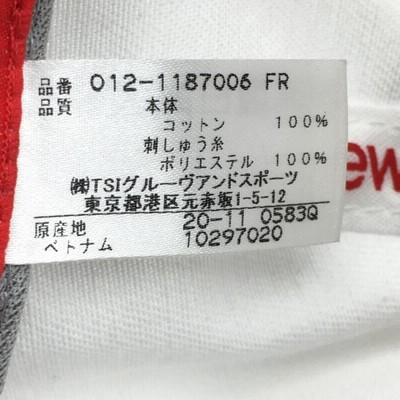 品番 012-1187006 FR
品質 本体
コットン 100%
刺しゅう糸
ポリエステル 100%
㈱TSIグルーヴアンドスポーツ
東京都港区元赤坂1-5-12
原産地 20-11 0583Q
ベトナム 10297020
ew